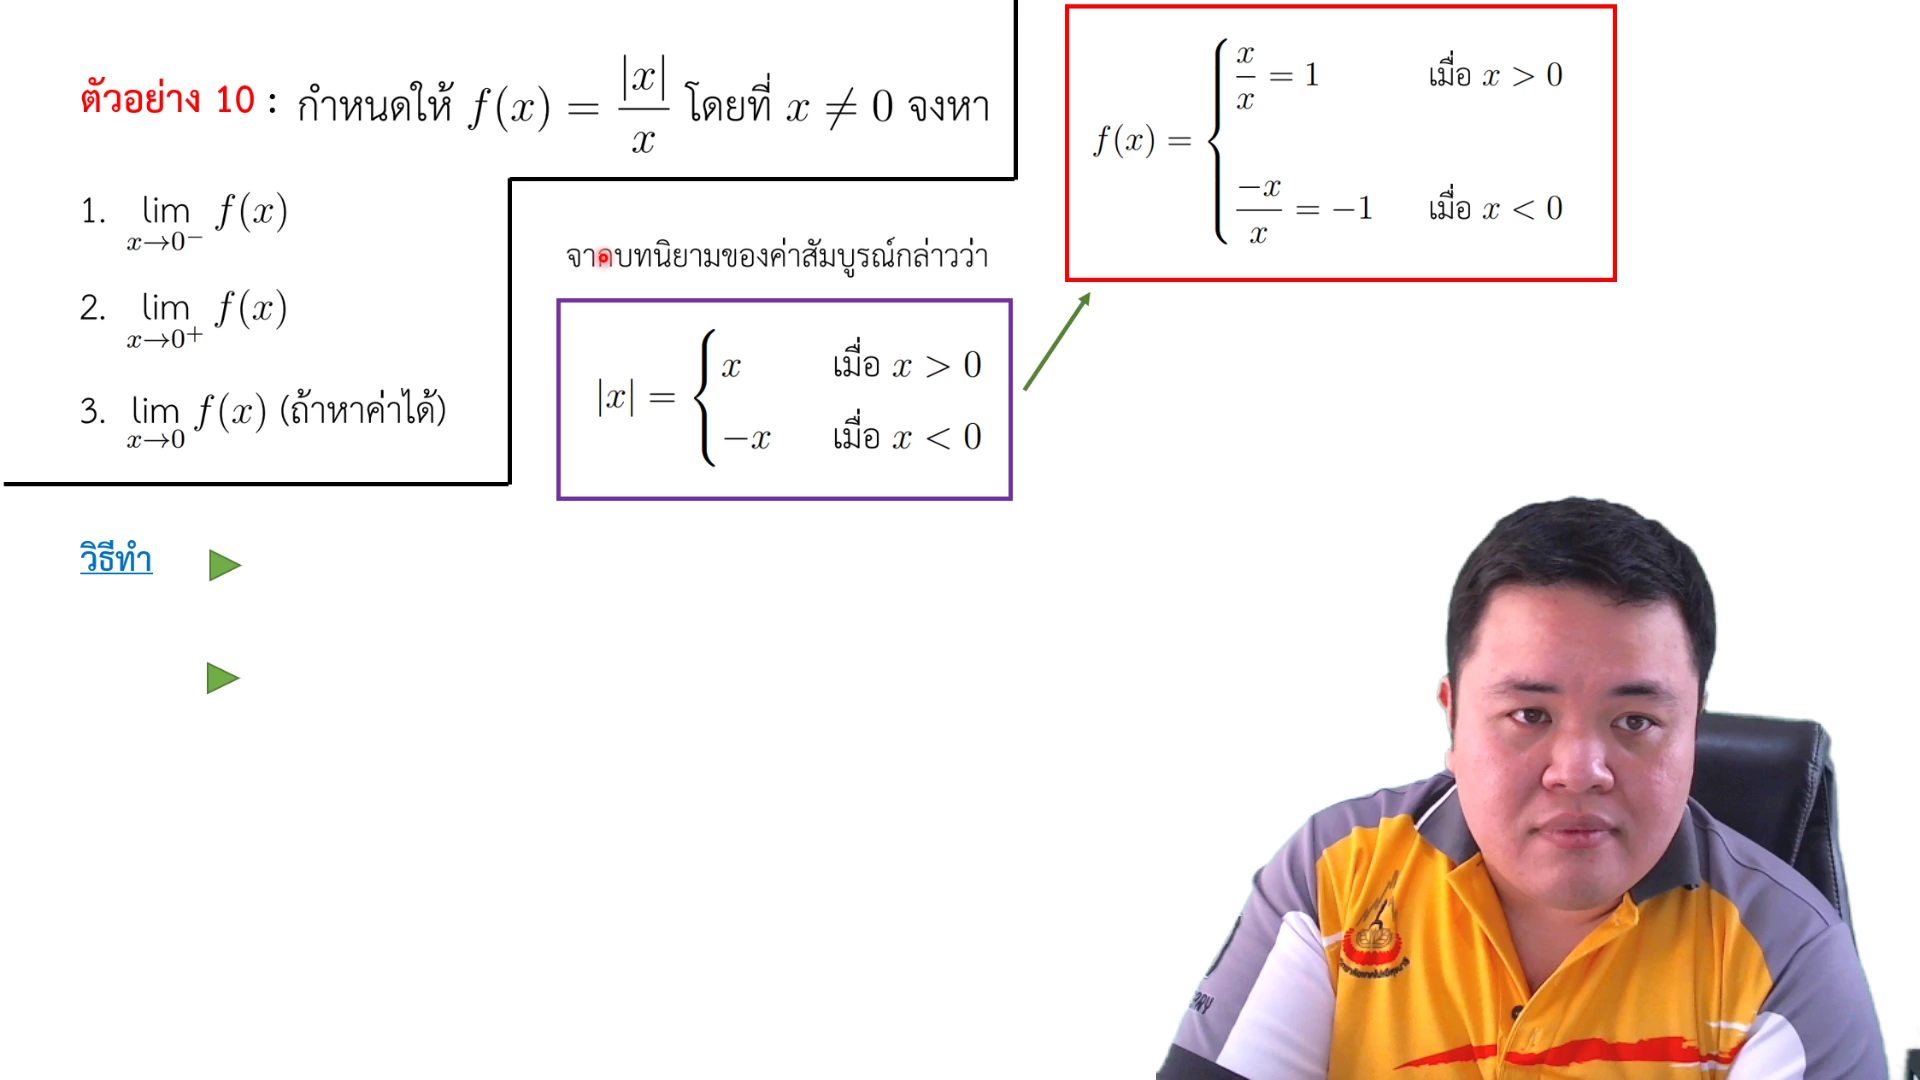 ตัวอย่าง 10 : กำหนดให้ f(x) = |x|/x โดยที่ x ≠ 0 จงหา
1. lim x→0⁻ f(x)
2. lim x→0⁺ f(x)
3. lim x→0 f(x) (ถ้าหาค่าได้)
จากบทนิยามของค่าสัมบูรณ์กล่าวว่า
|x| = { x เมื่อ x > 0
−x เมื่อ x < 0
f(x) = { x/x = 1 เมื่อ x > 0
−x/x = −1 เมื่อ x < 0
วิธีทำ